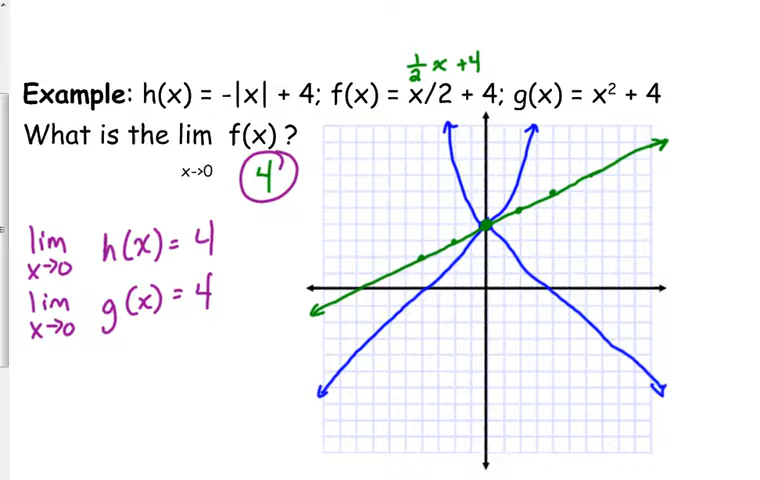 ½x +4
Example: h(x) = -|x| + 4; f(x) = x/2 + 4; g(x) = x² + 4
What is the lim f(x) ?
x->0
4
lim h(x) = 4
x→0
lim g(x) = 4
x→0